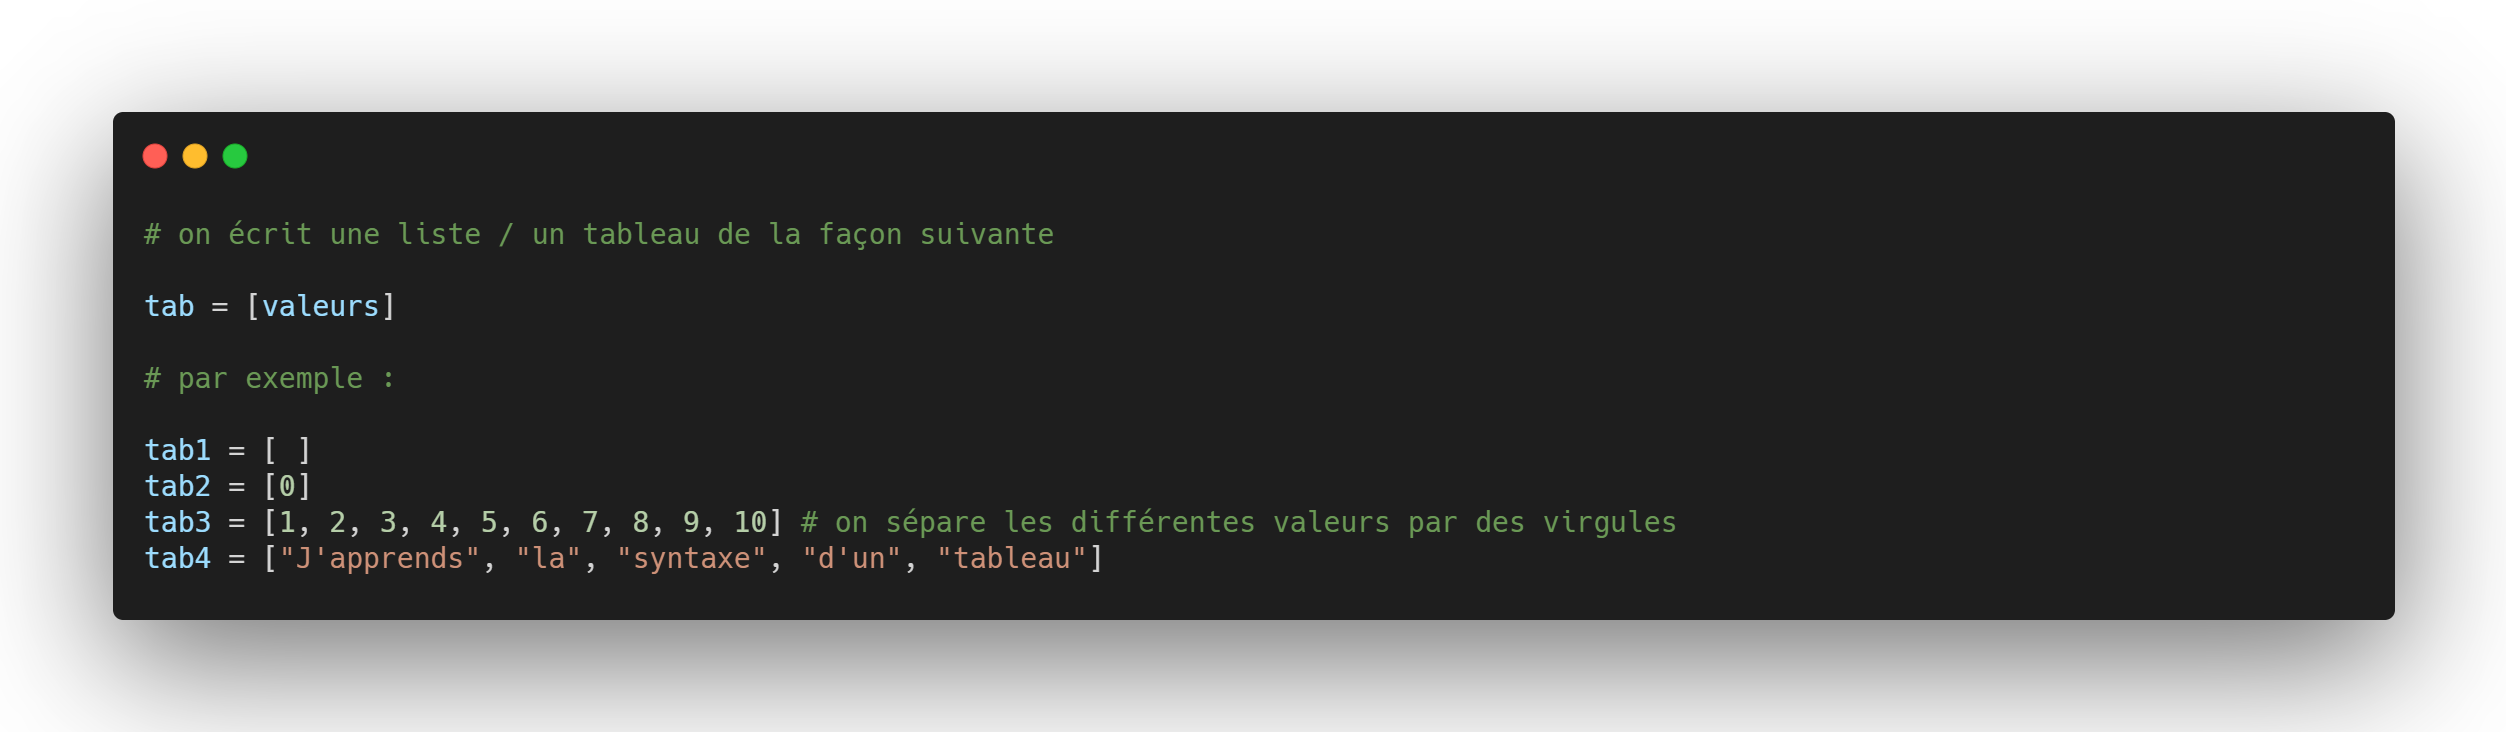 # on écrit une liste / un tableau de la façon suivante
tab = [valeurs]
# par exemple :
tab1 = [ ]
tab2 = [0]
tab3 = [1, 2, 3, 4, 5, 6, 7, 8, 9, 10] # on sépare les différentes valeurs par des virgules
tab4 = ["J'apprends", "la", "syntaxe", "d'un", "tableau"]